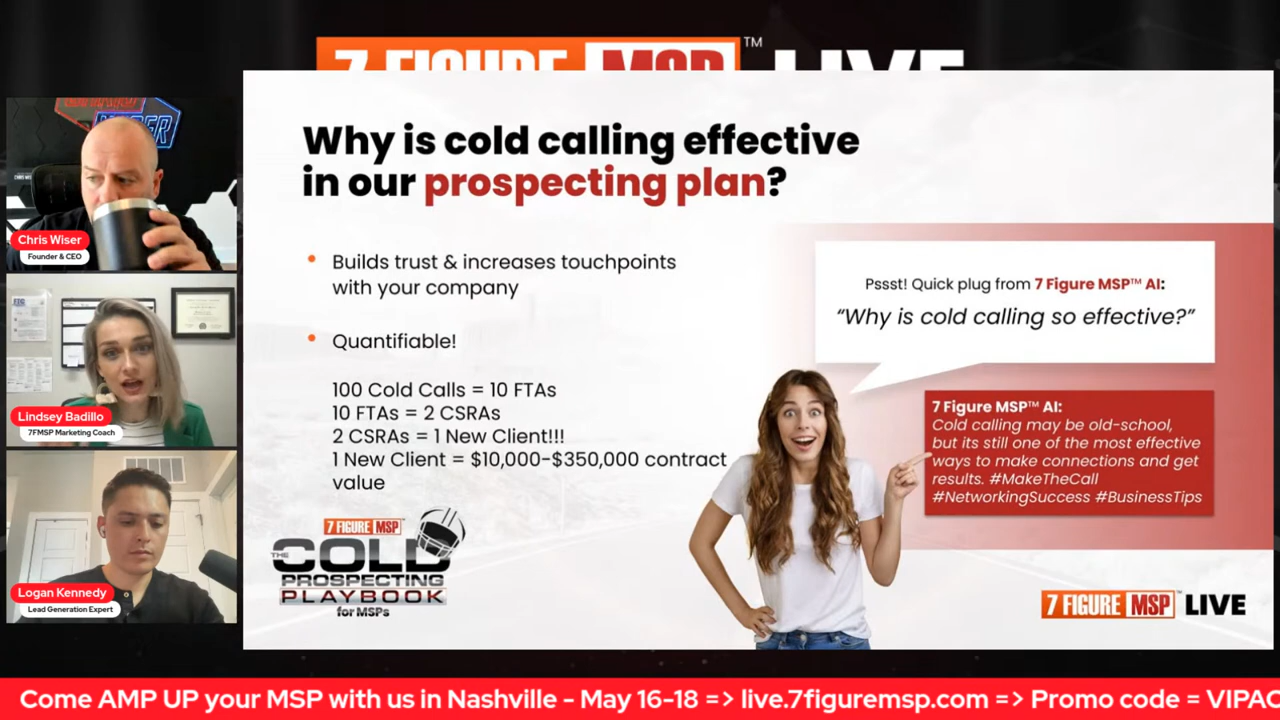 7 FIGURE MSP™ LIVE
Why is cold calling effective
in our prospecting plan?
Chris Wiser
Founder & CEO
Lindsey Badillo
7FMSP Marketing Coach
Logan Kennedy
Lead Generation Expert
• Builds trust & increases touchpoints
with your company
• Quantifiable!
100 Cold Calls = 10 FTAs
10 FTAs = 2 CSRAs
2 CSRAs = 1 New Client!!!
1 New Client = $10,000-$350,000 contract
value
Pssst! Quick plug from 7 Figure MSP™ AI:
“Why is cold calling so effective?”
7 Figure MSP™ AI:
Cold calling may be old-school,
but its still one of the most effective
ways to make connections and get
results. #MakeTheCall
#NetworkingSuccess #BusinessTips
7 FIGURE MSP
THE COLD
PROSPECTING
PLAYBOOK
for MSPs
7 FIGURE MSP™ LIVE
Come AMP UP your MSP with us in Nashville - May 16-18 => live.7figuremsp.com => Promo code = VIPAC